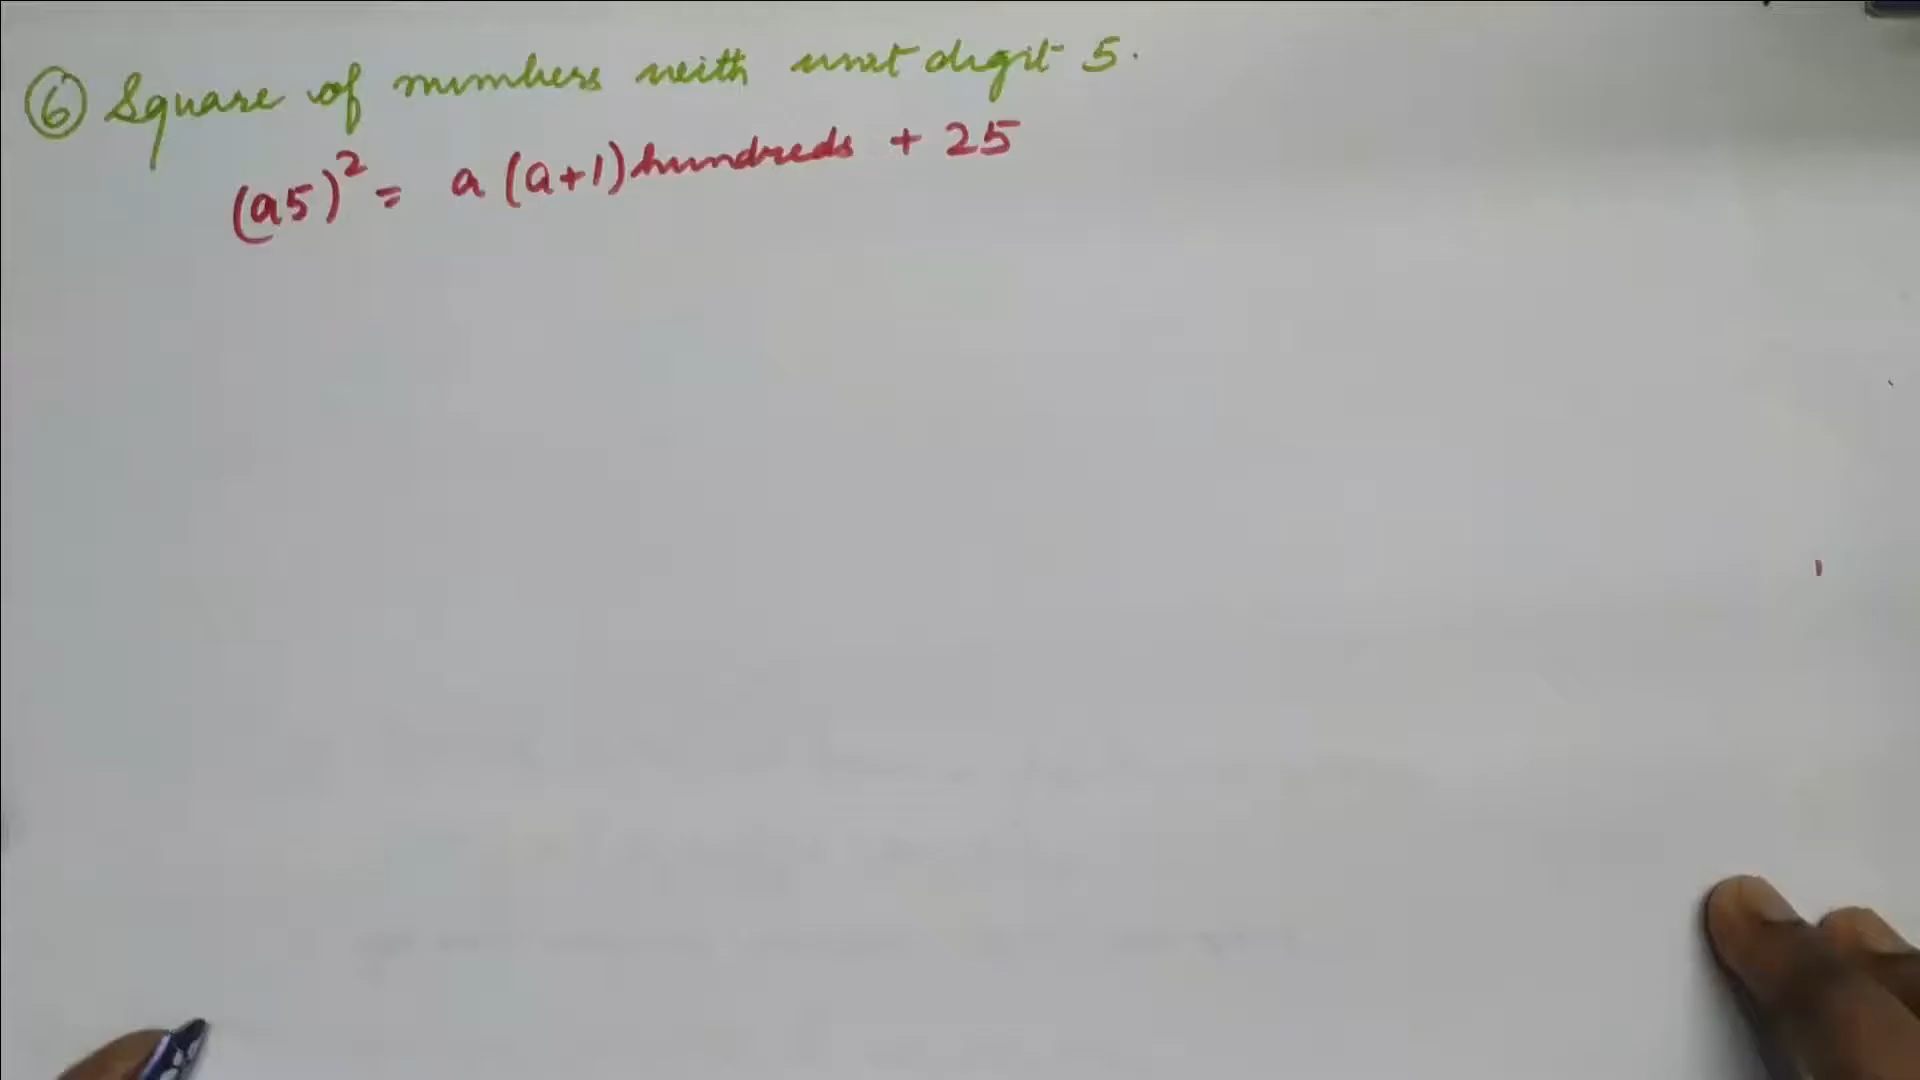 ⑥ Square of numbers with unit digit 5.
(a5)² = a (a+1) hundreds + 25